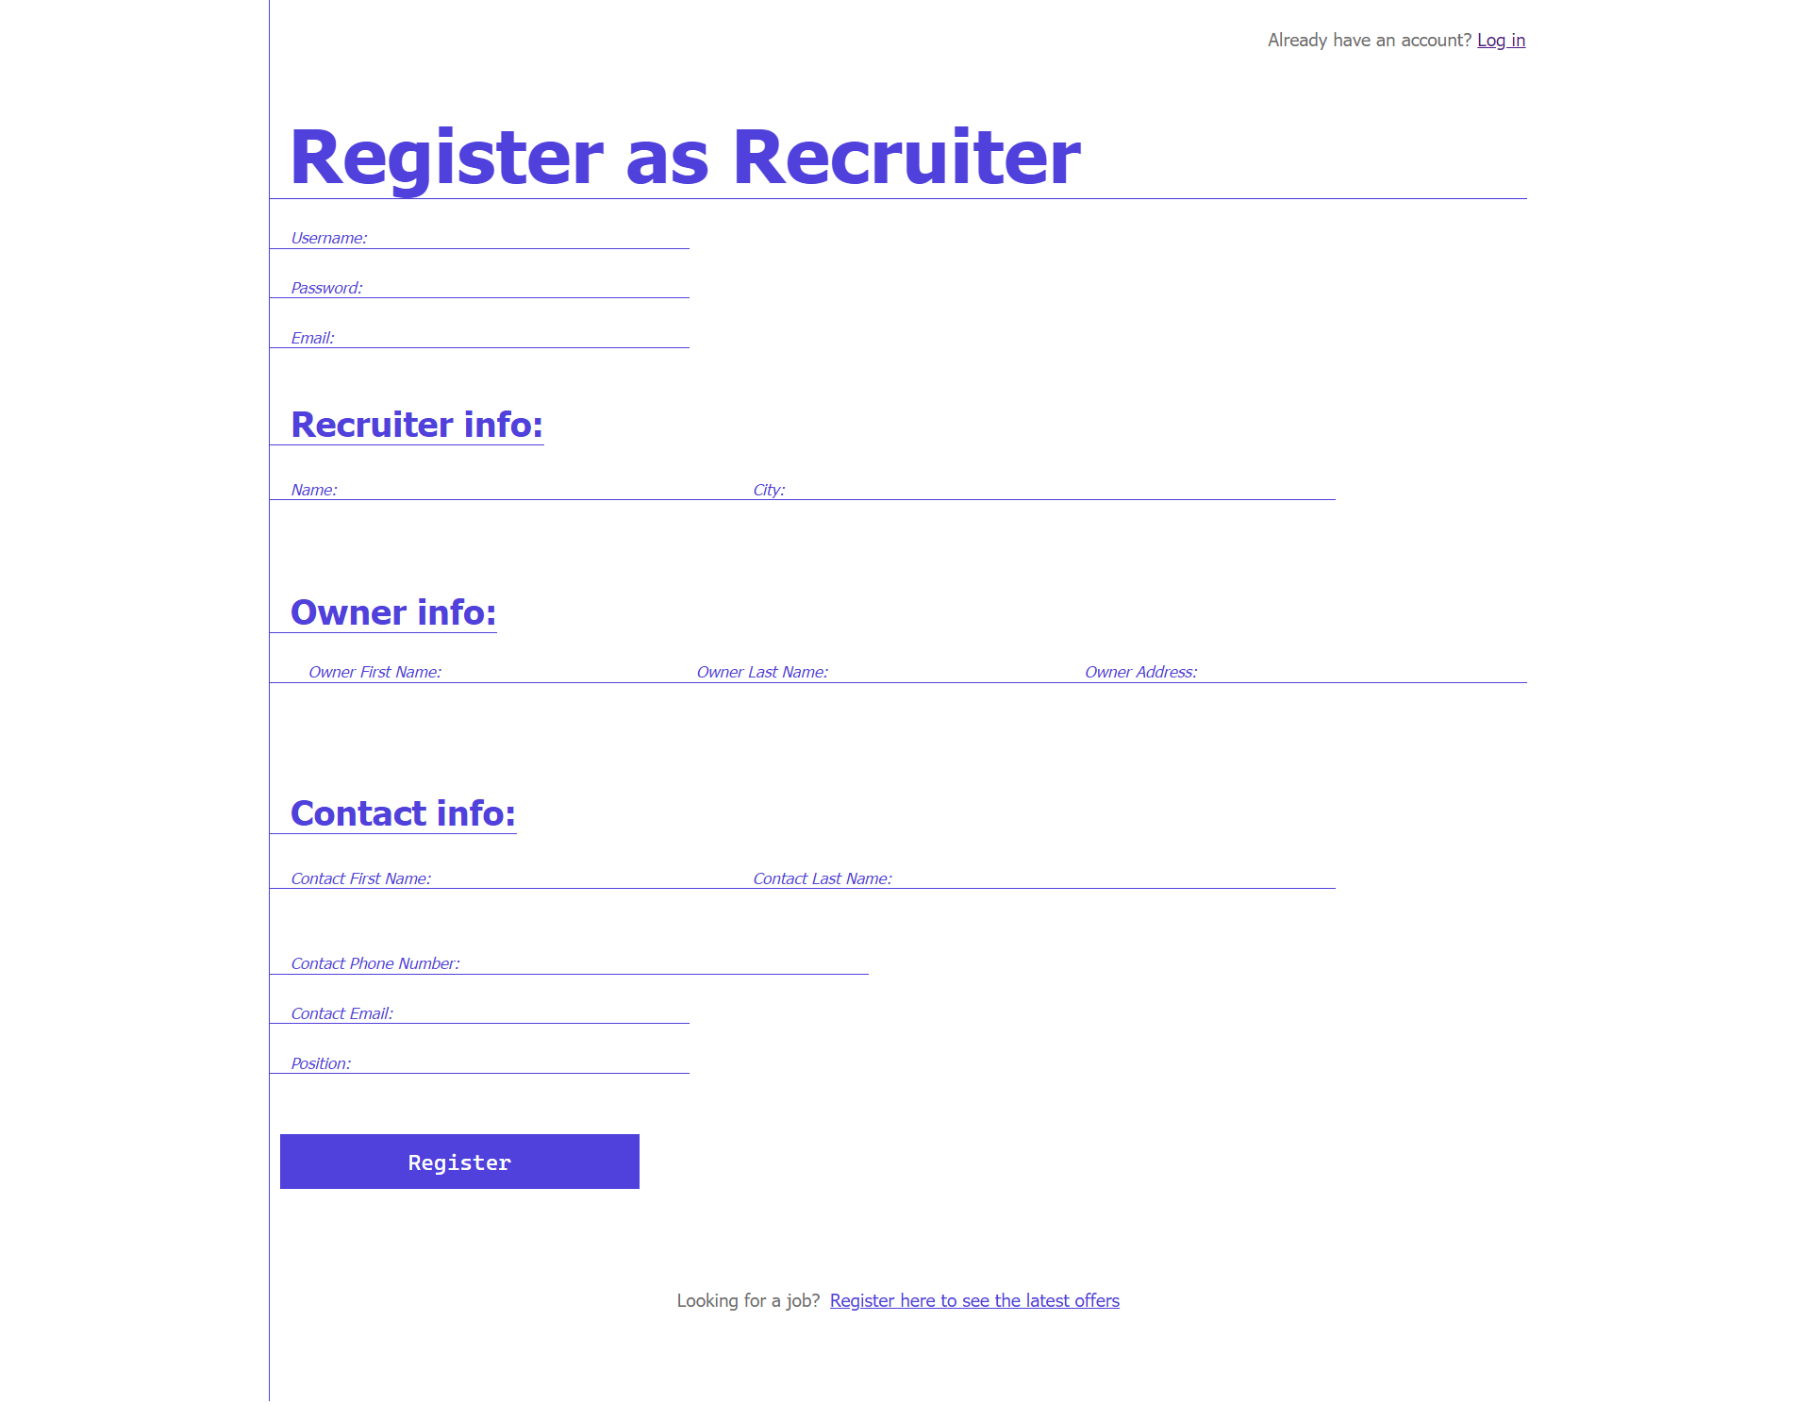 Already have an account? Log in
Register as Recruiter
Username:
Password:
Email:
Recruiter info:
Name: City:
Owner info:
Owner First Name: Owner Last Name: Owner Address:
Contact info:
Contact First Name: Contact Last Name:
Contact Phone Number:
Contact Email:
Position:
Register
Looking for a job? Register here to see the latest offers